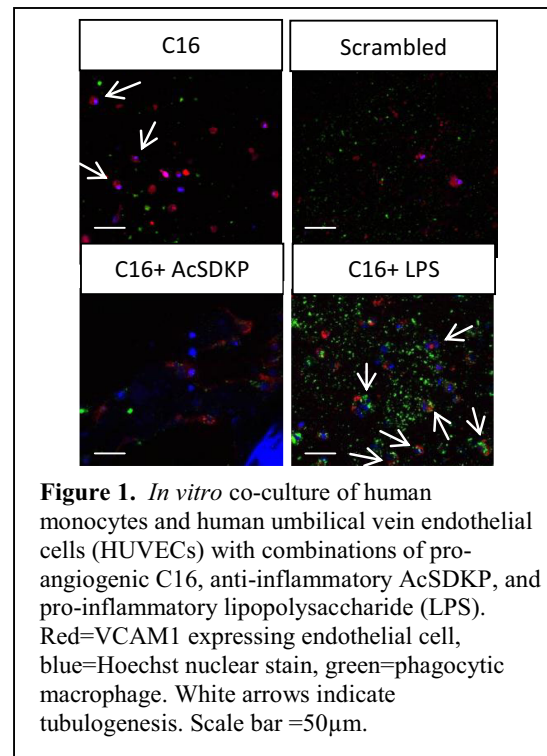 C16
Scrambled
C16+ AcSDKP
C16+ LPS
Figure 1. In vitro co-culture of human
monocytes and human umbilical vein endothelial
cells (HUVECs) with combinations of pro-
angiogenic C16, anti-inflammatory AcSDKP, and
pro-inflammatory lipopolysaccharide (LPS).
Red=VCAM1 expressing endothelial cell,
blue=Hoechst nuclear stain, green=phagocytic
macrophage. White arrows indicate
tubulogenesis. Scale bar =50µm.